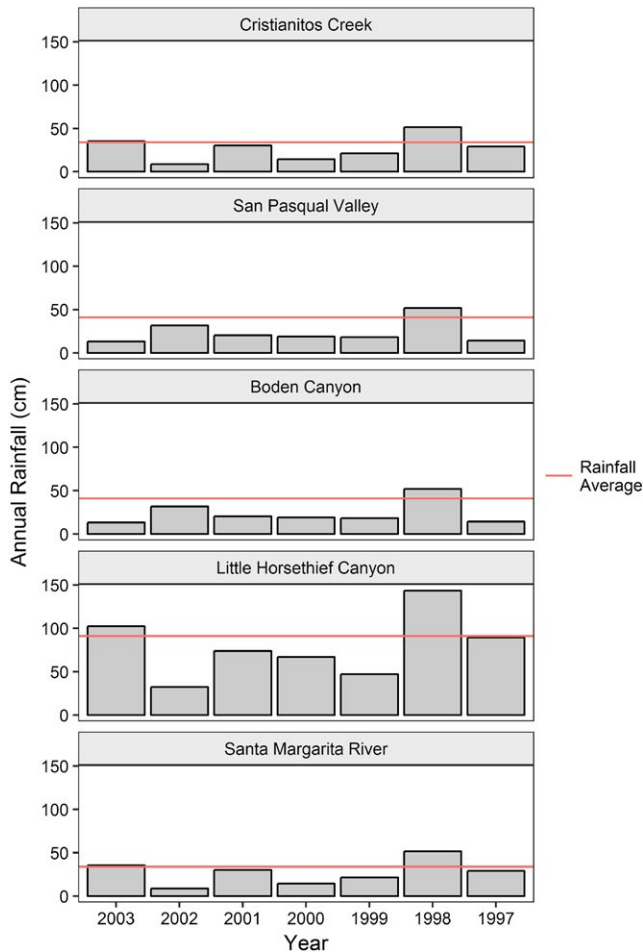 Cristianitos Creek
150
100
50
0
San Pasqual Valley
150
100
50
0
Boden Canyon
150
100
50
0
Little Horsethief Canyon
150
100
50
0
Santa Margarita River
150
100
50
0
2003 2002 2001 2000 1999 1998 1997
Year
Annual Rainfall (cm)
Rainfall
Average